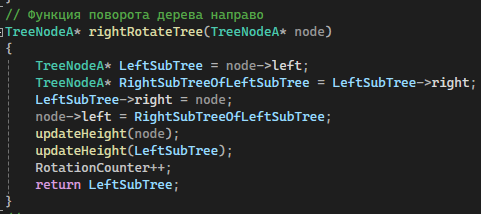 // Функция поворота дерева направо
TreeNodeA* rightRotateTree(TreeNodeA* node)
{
TreeNodeA* LeftSubTree = node->left;
TreeNodeA* RightSubTreeOfLeftSubTree = LeftSubTree->right;
LeftSubTree->right = node;
node->left = RightSubTreeOfLeftSubTree;
updateHeight(node);
updateHeight(LeftSubTree);
RotationCounter++;
return LeftSubTree;
}